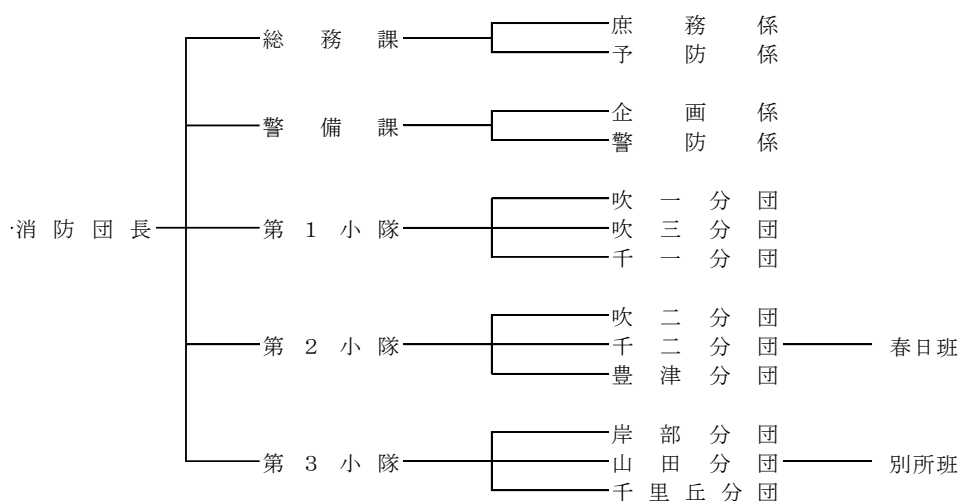 消防団長
総務課
庶務係
予防係
警備課
企画係
警防係
第１小隊
吹一分団
吹三分団
千一分団
第２小隊
吹二分団
千二分団
春日班
豊津分団
第３小隊
岸部分団
山田分団
別所班
千里丘分団